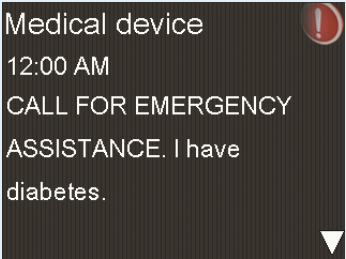 Medical device
12:00 AM
CALL FOR EMERGENCY
ASSISTANCE. I have
diabetes.